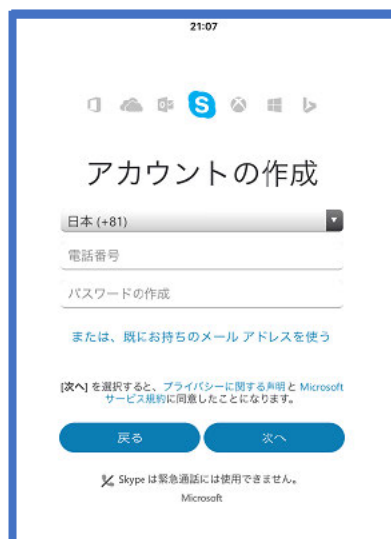 21:07
アカウントの作成
日本 (+81)
電話番号
パスワードの作成
または、既にお持ちのメール アドレスを使う
[次へ] を選択すると、プライバシーに関する声明と Microsoft
サービス規約に同意したことになります。
戻る
次へ
Skype は緊急通話には使用できません。
Microsoft